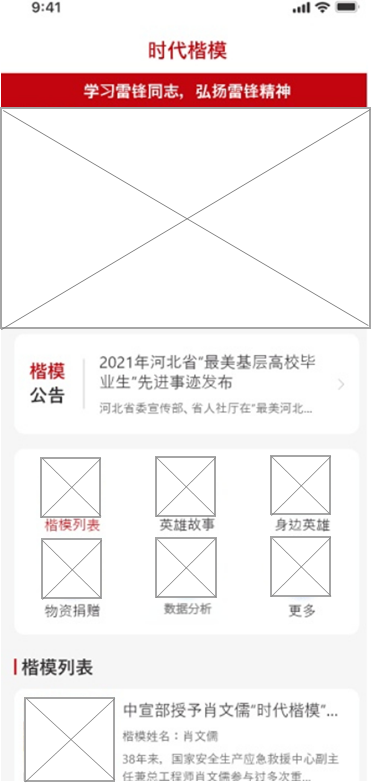 9:41
时代楷模
学习雷锋同志，弘扬雷锋精神
楷模
公告
2021年河北省“最美基层高校毕
业生”先进事迹发布
河北省委宣传部、省人社厅在“最美河北...
楷模列表
英雄故事
身边英雄
物资捐赠
数据分析
更多
楷模列表
中宣部授予肖文儒“时代楷模”...
楷模姓名：肖文儒
38年来，国家安全生产应急救援中心副主
任兼总工程师肖文儒参与过多次重...